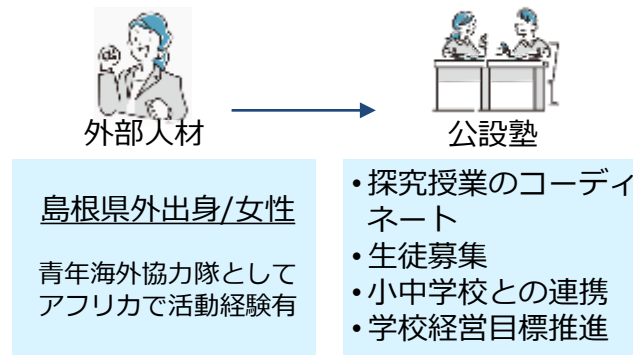 外部人材
公設塾
島根県外出身/女性
青年海外協力隊として
アフリカで活動経験有
•探究授業のコーディ
ネート
•生徒募集
•小中学校との連携
•学校経営目標推進